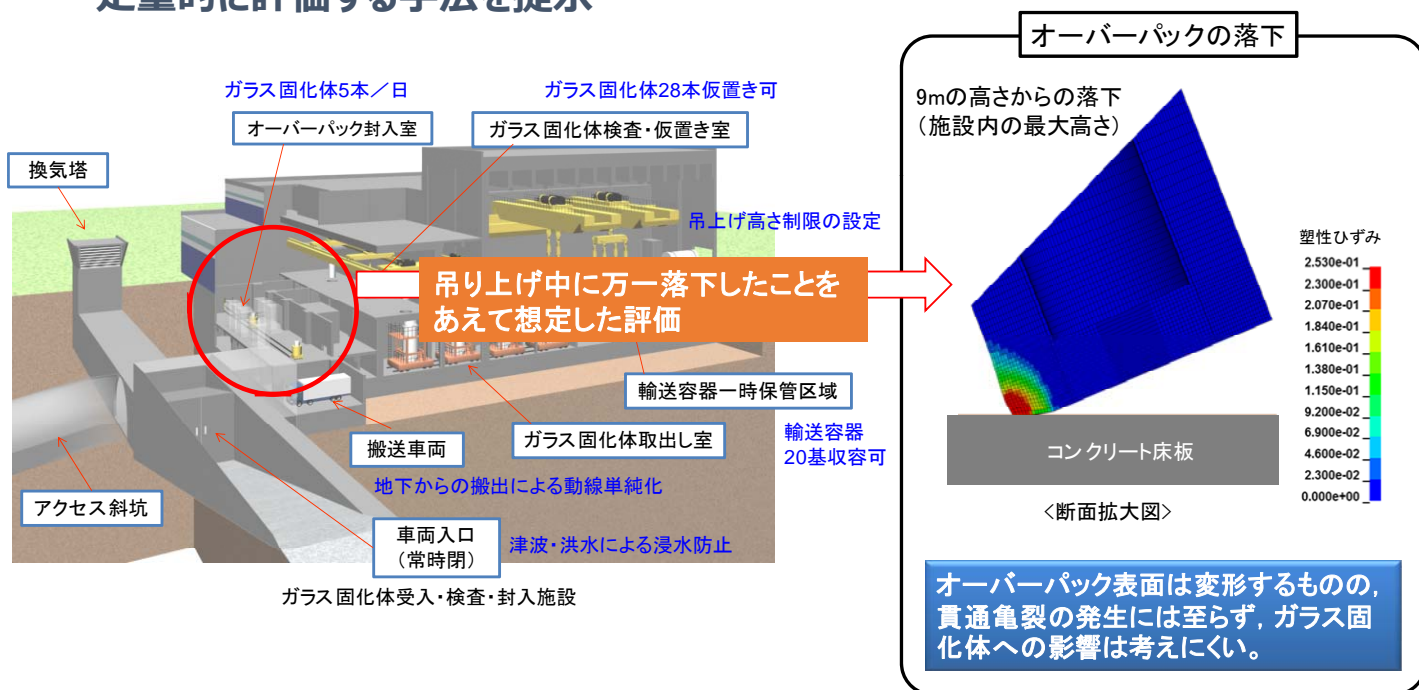 定量的に評価する手法を提示
ガラス固化体5本／日
オーバーパック封入室
ガラス固化体28本仮置き可
ガラス固化体検査・仮置き室
換気塔
吊上げ高さ制限の設定
吊り上げ中に万一落下したことを
あえて想定した評価
輸送容器一時保管区域
輸送容器
20基収容可
搬送車両
ガラス固化体取出し室
地下からの搬出による動線単純化
アクセス斜坑
車両入口
（常時閉）
津波・洪水による浸水防止
ガラス固化体受入・検査・封入施設
オーバーパックの落下
9mの高さからの落下
（施設内の最大高さ）
塑性ひずみ
2.530e-01
2.300e-01
2.070e-01
1.840e-01
1.610e-01
1.380e-01
1.150e-01
9.200e-02
6.900e-02
4.600e-02
2.300e-02
0.000e+00
コンクリート床板
<断面拡大図>
オーバーパック表面は変形するものの，
貫通亀裂の発生には至らず，ガラス固
化体への影響は考えにくい。